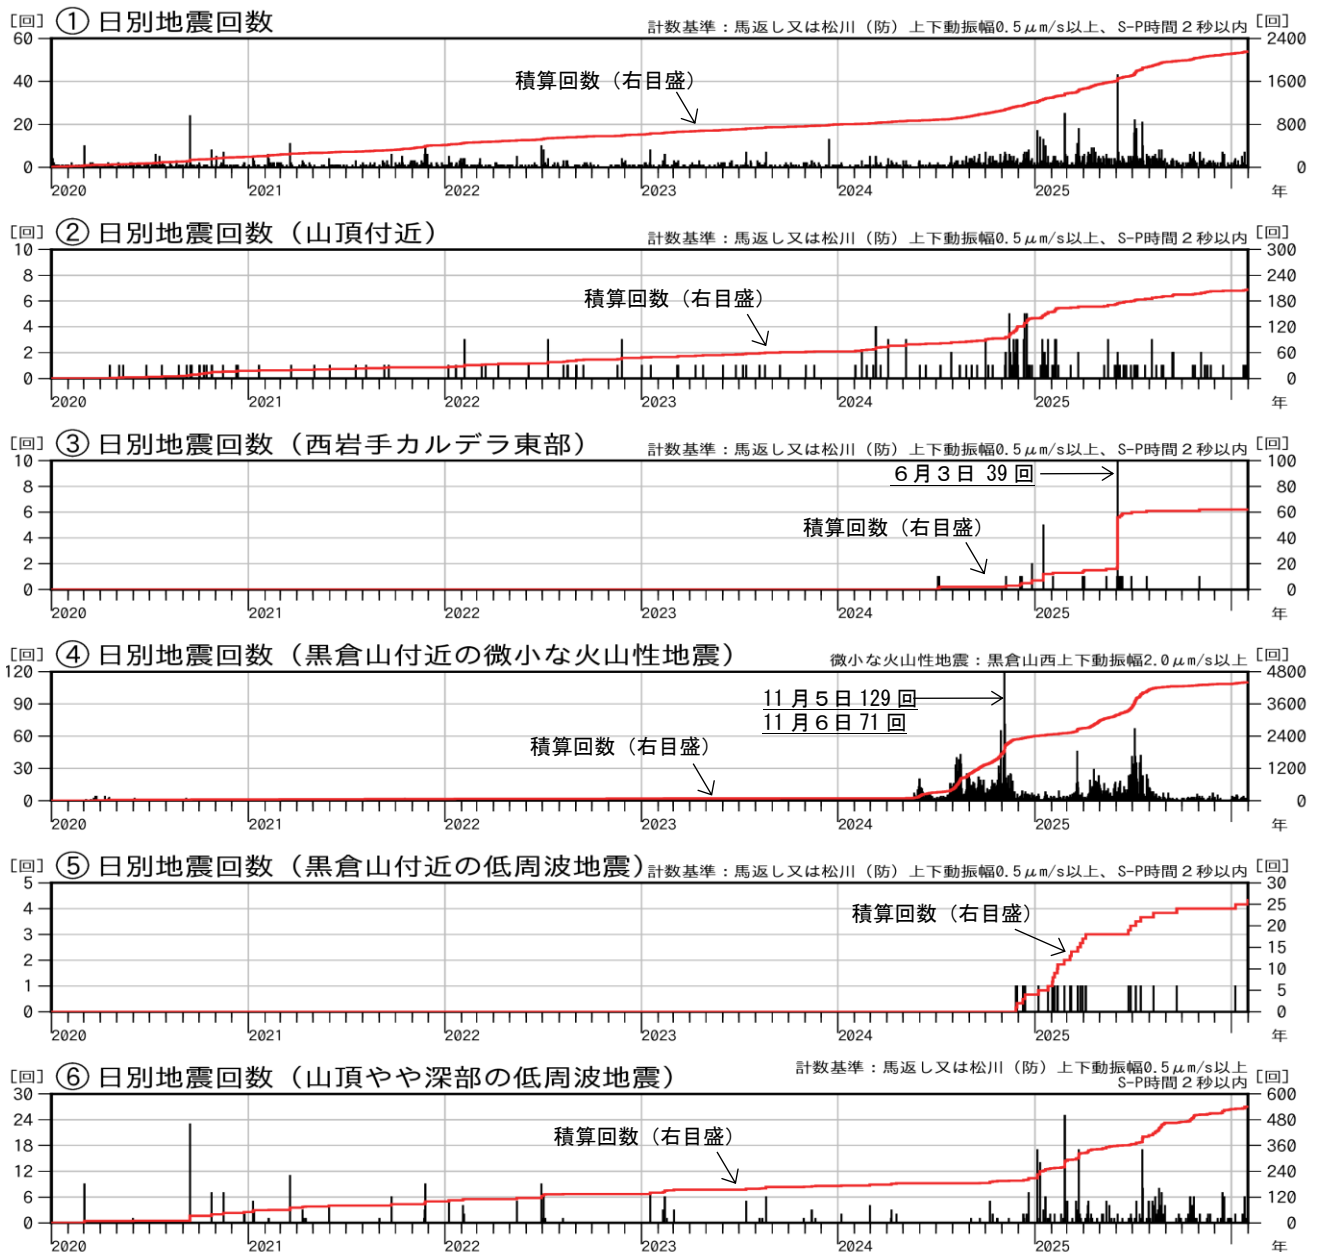 [回] ① 日別地震回数 計数基準：馬返し又は松川（防）上下動振幅0.5μm/s以上、S-P時間２秒以内 [回]
60 2400
積算回数（右目盛）
40 1600
20 800
0 0
2020 2021 2022 2023 2024 2025 年
[回] ② 日別地震回数（山頂付近） 計数基準：馬返し又は松川（防）上下動振幅0.5μm/s以上、S-P時間２秒以内 [回]
10 300
8 240
積算回数（右目盛）
6 180
4 120
2 60
0 0
2020 2021 2022 2023 2024 2025 年
[回] ③ 日別地震回数（西岩手カルデラ東部） 計数基準：馬返し又は松川（防）上下動振幅0.5μm/s以上、S-P時間２秒以内 [回]
10 100
６月３日 39 回
8 80
6 60
積算回数（右目盛）
4 40
2 20
0 0
2020 2021 2022 2023 2024 2025 年
[回] ④ 日別地震回数（黒倉山付近の微小な火山性地震） 微小な火山性地震：黒倉山西上下動振幅2.0μm/s以上 [回]
120 4800
11 月５日 129 回
90 3600
11 月６日 71 回
積算回数（右目盛）
60 2400
30 1200
0 0
2020 2021 2022 2023 2024 2025 年
[回] ⑤ 日別地震回数（黒倉山付近の低周波地震） 計数基準：馬返し又は松川（防）上下動振幅0.5μm/s以上、S-P時間２秒以内 [回]
5 30
4 25
積算回数（右目盛）
3 20
15
2 10
1 5
0 0
2020 2021 2022 2023 2024 2025 年
[回] ⑥ 日別地震回数（山頂やや深部の低周波地震） 計数基準：馬返し又は松川（防）上下動振幅0.5μm/s以上
S-P時間２秒以内 [回]
30 600
24 480
積算回数（右目盛）
18 360
12 240
6 120
0 0
2020 2021 2022 2023 2024 2025 年